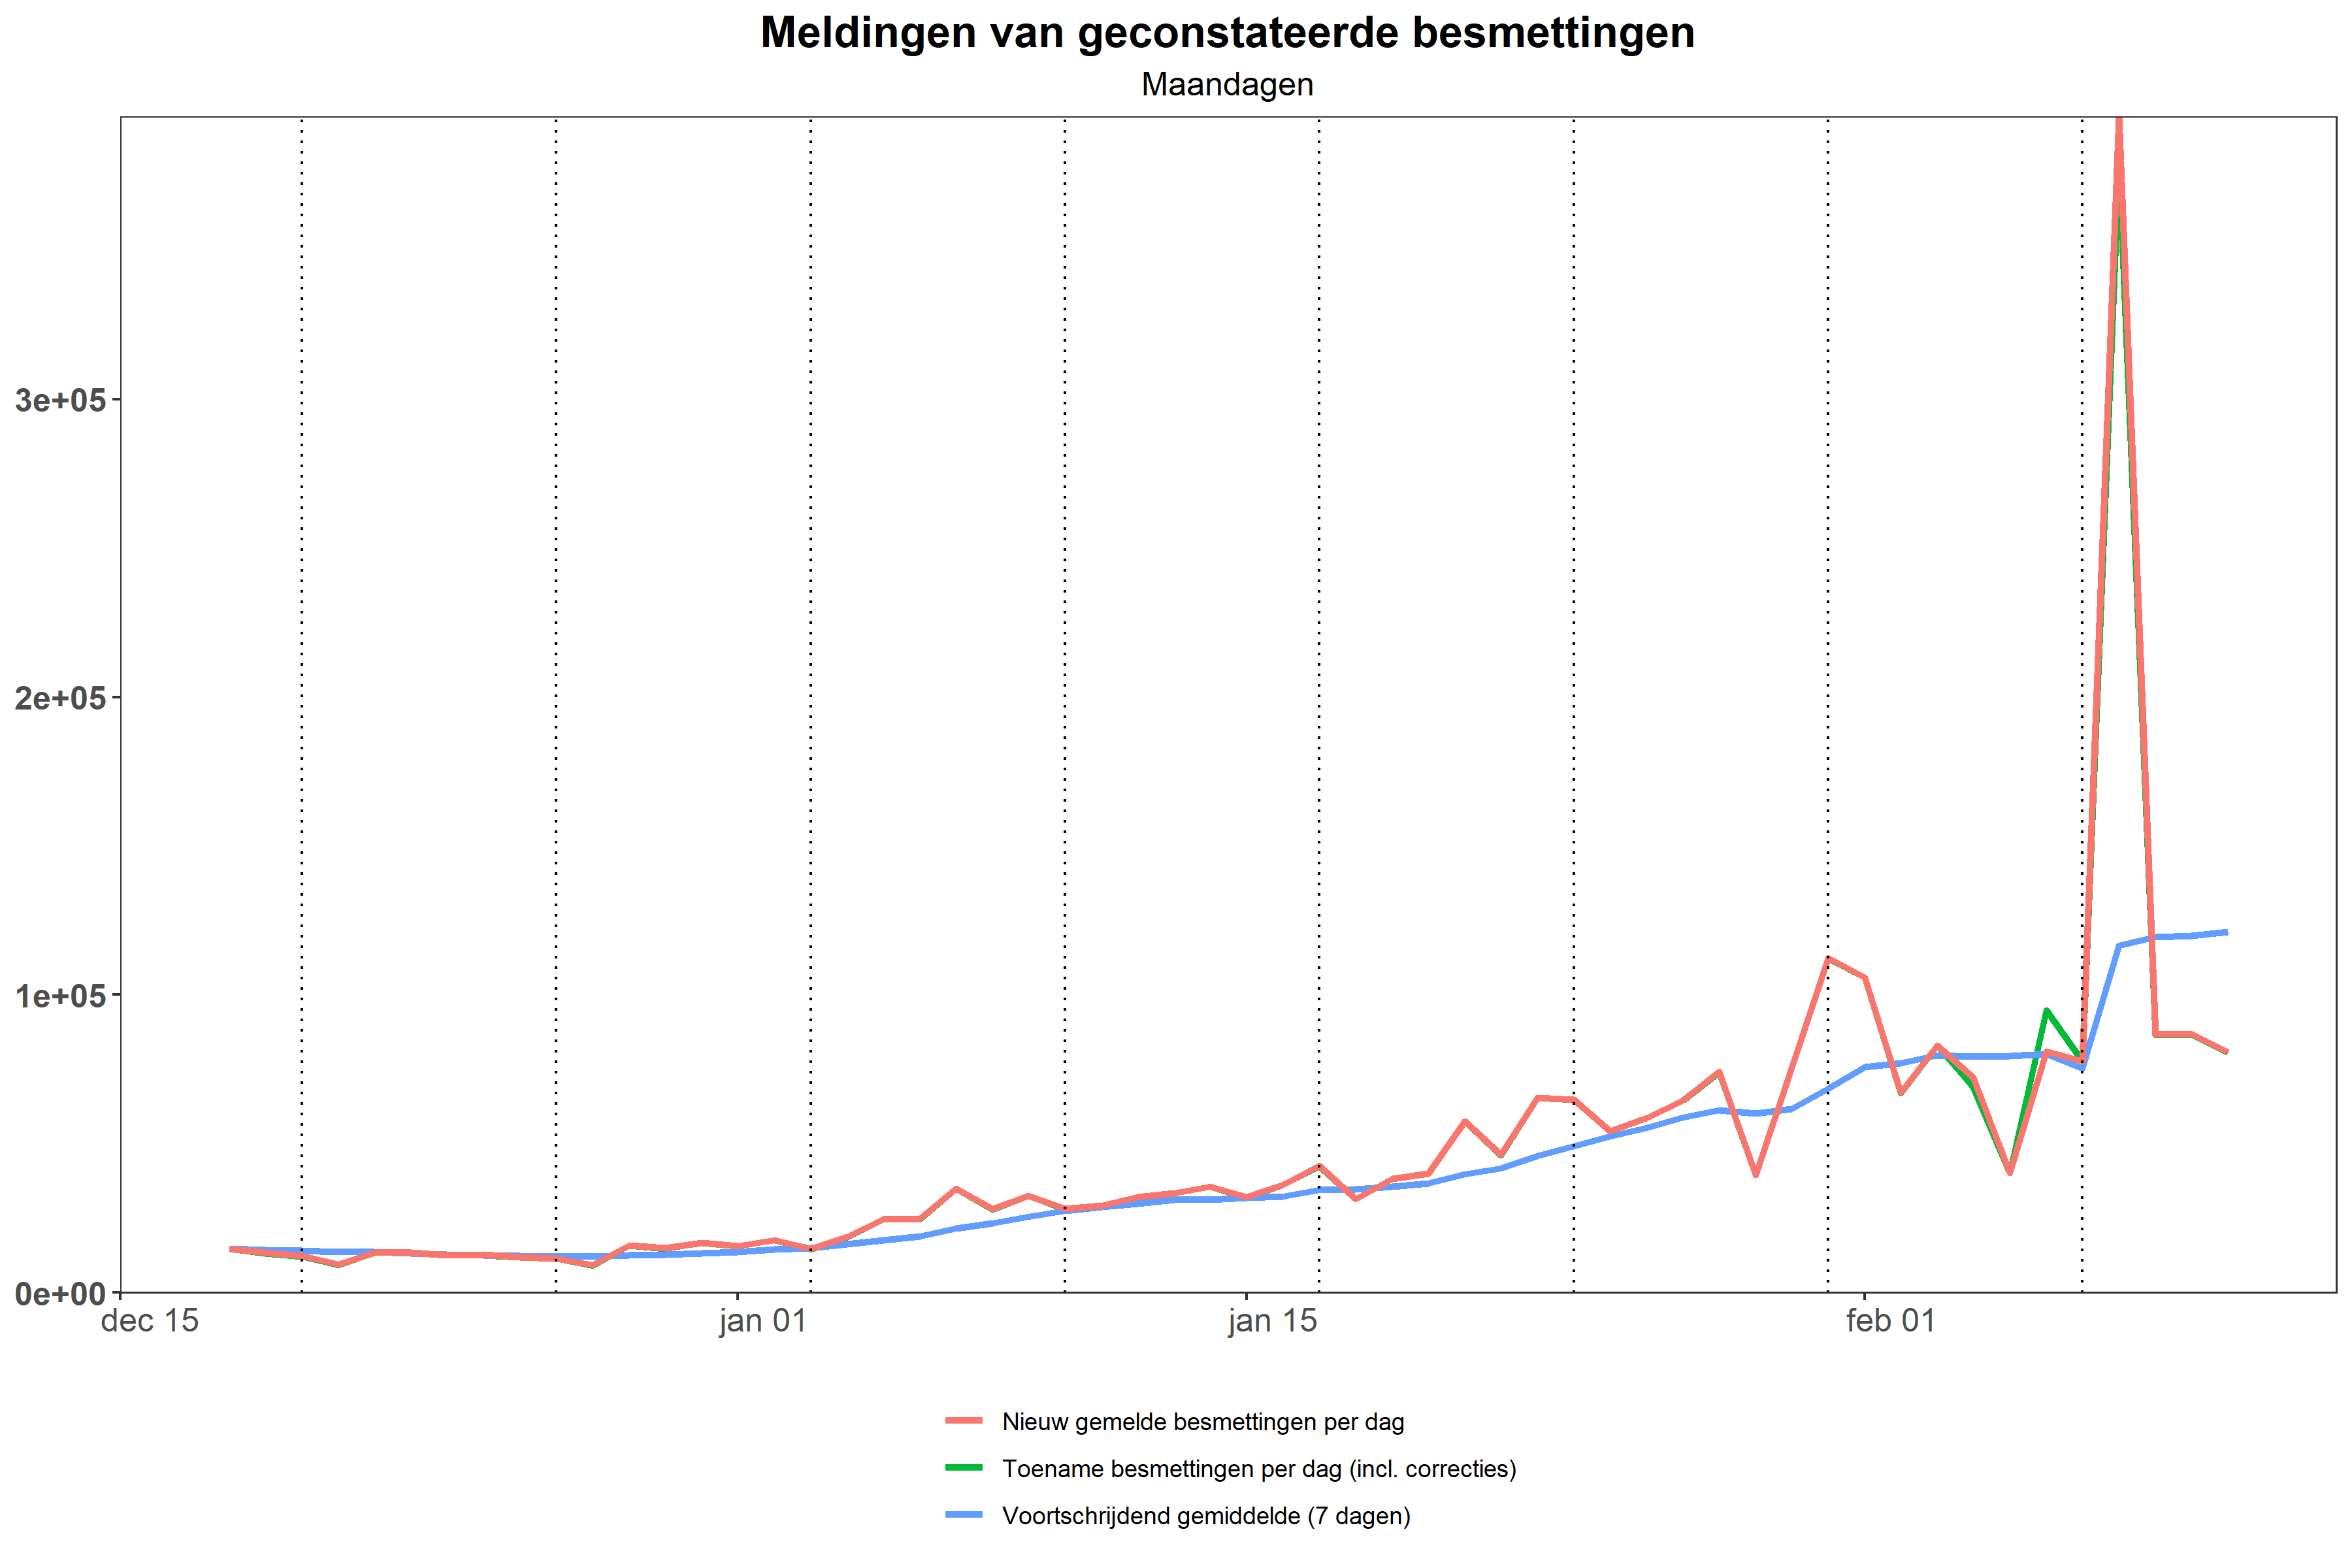 Meldingen van geconstateerde besmettingen
Maandagen
3e+05
2e+05
1e+05
0e+00
dec 15
jan 01
jan 15
feb 01
Nieuw gemelde besmettingen per dag
Toename besmettingen per dag (incl. correcties)
Voortschrijdend gemiddelde (7 dagen)